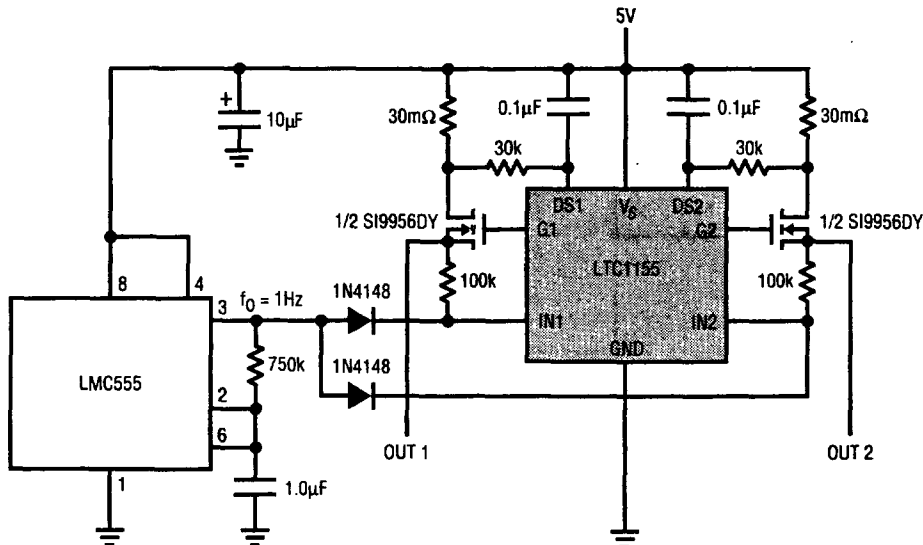 5V
+
10µF
30mΩ
0.1µF
0.1µF
30mΩ
30k
30k
1/2 SI9956DY
DS1
VS
DS2
1/2 SI9956DY
G1
G2
LTC1155
100k
100k
8
4
3
fO = 1Hz
1N4148
IN1
IN2
GND
LMC555
750k
1N4148
2
6
OUT 1
OUT 2
1
1.0µF